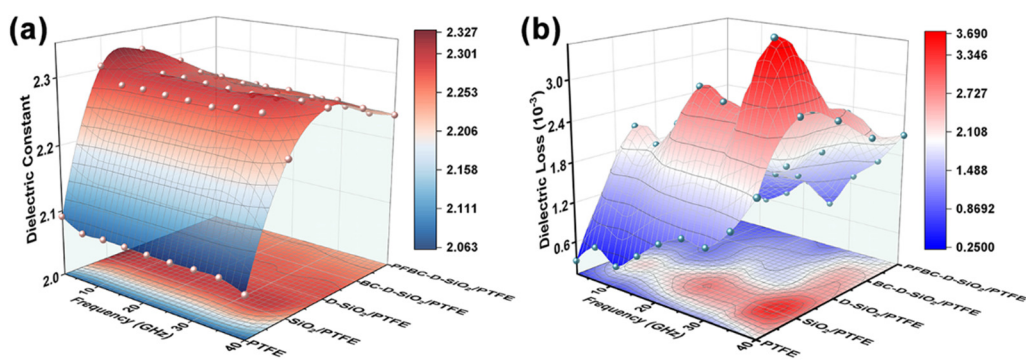 (a)
Dielectric Constant
2.3
2.2
2.1
2.0
10
20
30
40
Frequency (GHz)
PTFE
SiO₂/PTFE
D-SiO₂/PTFE
BC-D-SiO₂/PTFE
PFBC-D-SiO₂/PTFE
2.327
2.301
2.253
2.206
2.158
2.111
2.063
(b)
Dielectric Loss (10⁻³)
3.0
2.4
1.8
1.2
0.6
10
20
30
40
Frequency (GHz)
PTFE
SiO₂/PTFE
D-SiO₂/PTFE
BC-D-SiO₂/PTFE
PFBC-D-SiO₂/PTFE
3.690
3.346
2.727
2.108
1.488
0.8692
0.2500